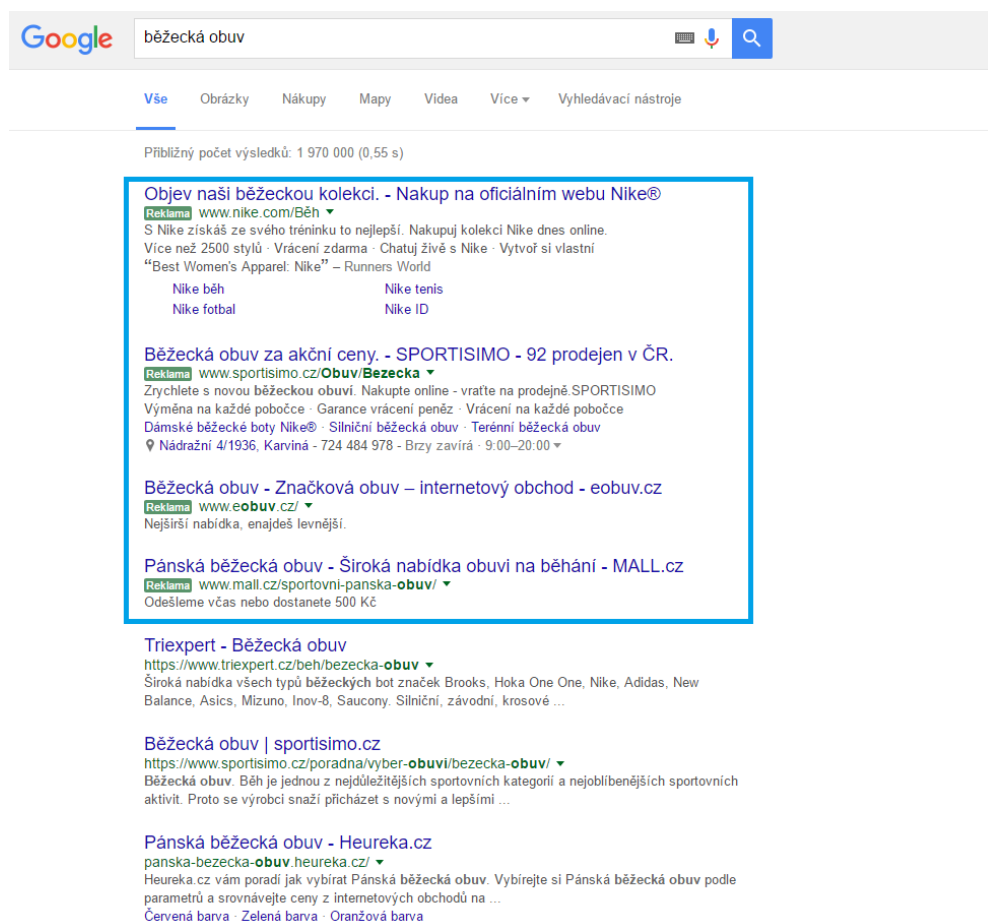 Google
běžecká obuv
Vše Obrázky Nákupy Mapy Videa Více Vyhledávací nástroje
Přibližný počet výsledků: 1 970 000 (0,55 s)
Objev naši běžeckou kolekci. - Nakup na oficiálním webu Nike®
Reklama www.nike.com/Běh
S Nike získáš ze svého tréninku to nejlepší. Nakupuj kolekci Nike dnes online.
Více než 2500 stylů · Vrácení zdarma · Chatuj živě s Nike · Vytvoř si vlastní
“Best Women's Apparel: Nike” – Runners World
Nike běh Nike tenis
Nike fotbal Nike ID
Běžecká obuv za akční ceny. - SPORTISIMO - 92 prodejen v ČR.
Reklama www.sportisimo.cz/Obuv/Bezecka
Zrychlete s novou běžeckou obuví. Nakupte online - vraťte na prodejně.SPORTISIMO
Výměna na každé pobočce · Garance vrácení peněz · Vrácení na každé pobočce
Dámské běžecké boty Nike® · Silniční běžecká obuv · Terénní běžecká obuv
Nádražní 4/1936, Karviná - 724 484 978 - Brzy zavírá · 9:00–20:00
Běžecká obuv - Značková obuv – internetový obchod - eobuv.cz
Reklama www.eobuv.cz/
Nejširší nabídka, enajdeš levnější.
Pánská běžecká obuv - Široká nabídka obuvi na běhání - MALL.cz
Reklama www.mall.cz/sportovni-panska-obuv/
Odešleme včas nebo dostanete 500 Kč
Triexpert - Běžecká obuv
https://www.triexpert.cz/beh/bezecka-obuv
Široká nabídka všech typů běžeckých bot značek Brooks, Hoka One One, Nike, Adidas, New
Balance, Asics, Mizuno, Inov-8, Saucony. Silniční, závodní, krosové ...
Běžecká obuv | sportisimo.cz
https://www.sportisimo.cz/poradna/vyber-obuvi/bezecka-obuv/
Běžecká obuv. Běh je jednou z nejdůležitějších sportovních kategorií a nejoblíbenějších sportovních
aktivit. Proto se výrobci snaží přicházet s novými a lepšími ...
Pánská běžecká obuv - Heureka.cz
panska-bezecka-obuv.heureka.cz/
Heureka.cz vám poradí jak vybírat Pánská běžecká obuv. Vybírejte si Pánská běžecká obuv podle
parametrů a srovnávejte ceny z internetových obchodů na ...
Červená barva · Zelená barva · Oranžová barva